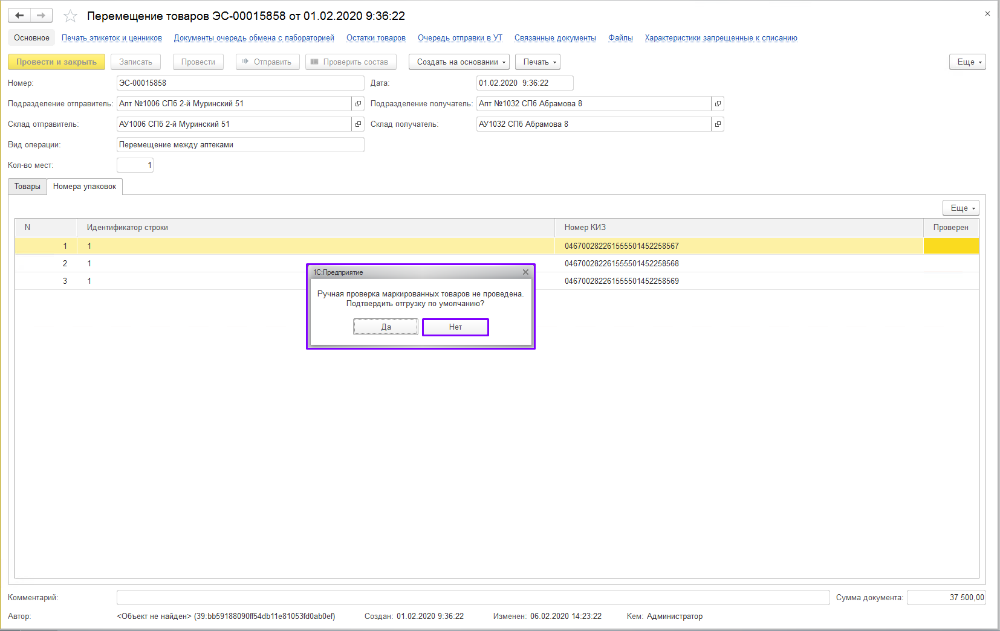 Перемещение товаров ЭС-00015858 от 01.02.2020 9:36:22
Основное Печать этикеток и ценников Документы очередь обмена с лабораторией Остатки товаров Очередь отправки в УТ Связанные документы Файлы Характеристики запрещенные к списанию
Провести и закрыть Записать Провести Отправить Проверить состав Создать на основании Печать Еще
Номер: ЭС-00015858 Дата: 01.02.2020 9:36:22
Подразделение отправитель: Апт №1006 СПб 2-й Муринский 51 Подразделение получатель: Апт №1032 СПб Абрамова 8
Склад отправитель: АУ1006 СПб 2-й Муринский 51 Склад получатель: АУ1032 СПб Абрамова 8
Вид операции: Перемещение между аптеками
Кол-во мест: 1
Товары Номера упаковок
Еще
N Идентификатор строки Номер КИЗ Проверен
1 1 046700282261555501452258567
2 1 046700282261555501452258568
3 1 046700282261555501452258569
1С:Предприятие
Ручная проверка маркированных товаров не проведена.
Подтвердить отгрузку по умолчанию?
Да Нет
Комментарий: Сумма документа: 37 500,00
Автор: <Объект не найден> (39:bb59188090ff54db11e81053fd0ab0ef) Создан: 01.02.2020 9:36:22 Изменен: 06.02.2020 14:23:22 Кем: Администратор